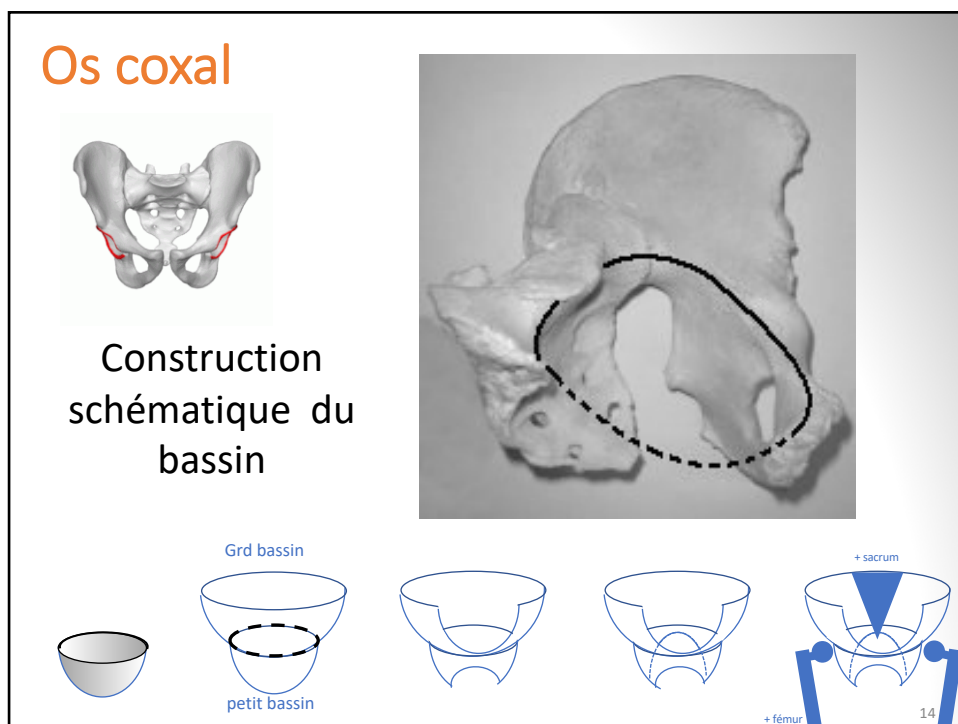 Os coxal
Construction
schématique du
bassin
Grd bassin
petit bassin
+ sacrum
+ fémur
14